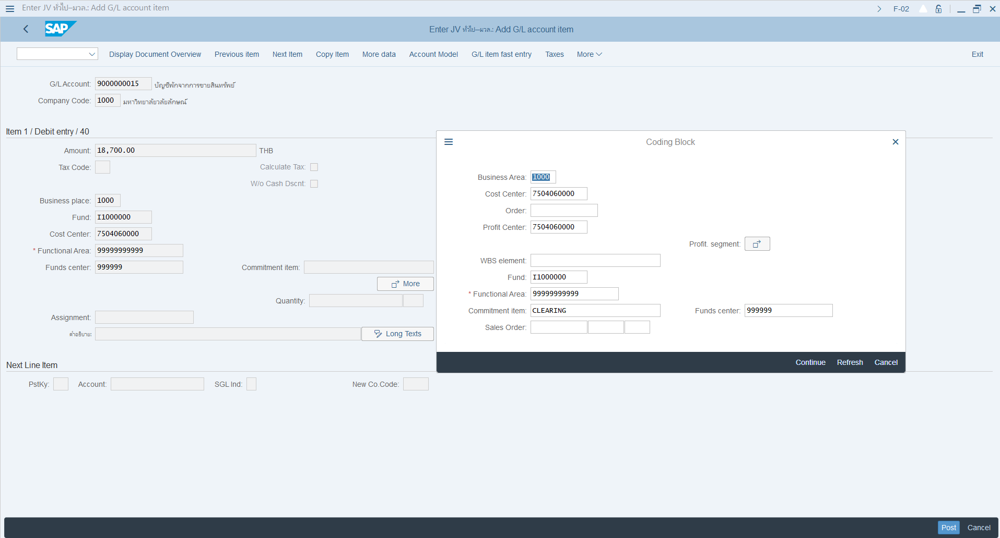 Enter JV ทั่วไป–มวล.: Add G/L account item
F-02
SAP
Enter JV ทั่วไป–มวล.: Add G/L account item
Display Document Overview Previous item Next Item Copy Item More data Account Model G/L item fast entry Taxes More Exit
G/L Account: 9000000015 บัญชีพักจากการขายสินทรัพย์
Company Code: 1000 มหาวิทยาลัยวลัยลักษณ์
Item 1 / Debit entry / 40
Amount: 18,700.00 THB
Tax Code: Calculate Tax:
W/o Cash Dscnt:
Business place: 1000
Fund: I1000000
Cost Center: 7504060000
* Functional Area: 99999999999
Funds center: 999999 Commitment item:
More
Quantity:
Assignment:
คำอธิบาย: Long Texts
Next Line Item
PstKy: Account: SGL Ind: New Co.Code:
Coding Block
Business Area: 1000
Cost Center: 7504060000
Order:
Profit Center: 7504060000
Profit. segment:
WBS element:
Fund: I1000000
* Functional Area: 99999999999
Commitment item: CLEARING Funds center: 999999
Sales Order:
Continue Refresh Cancel
Post Cancel